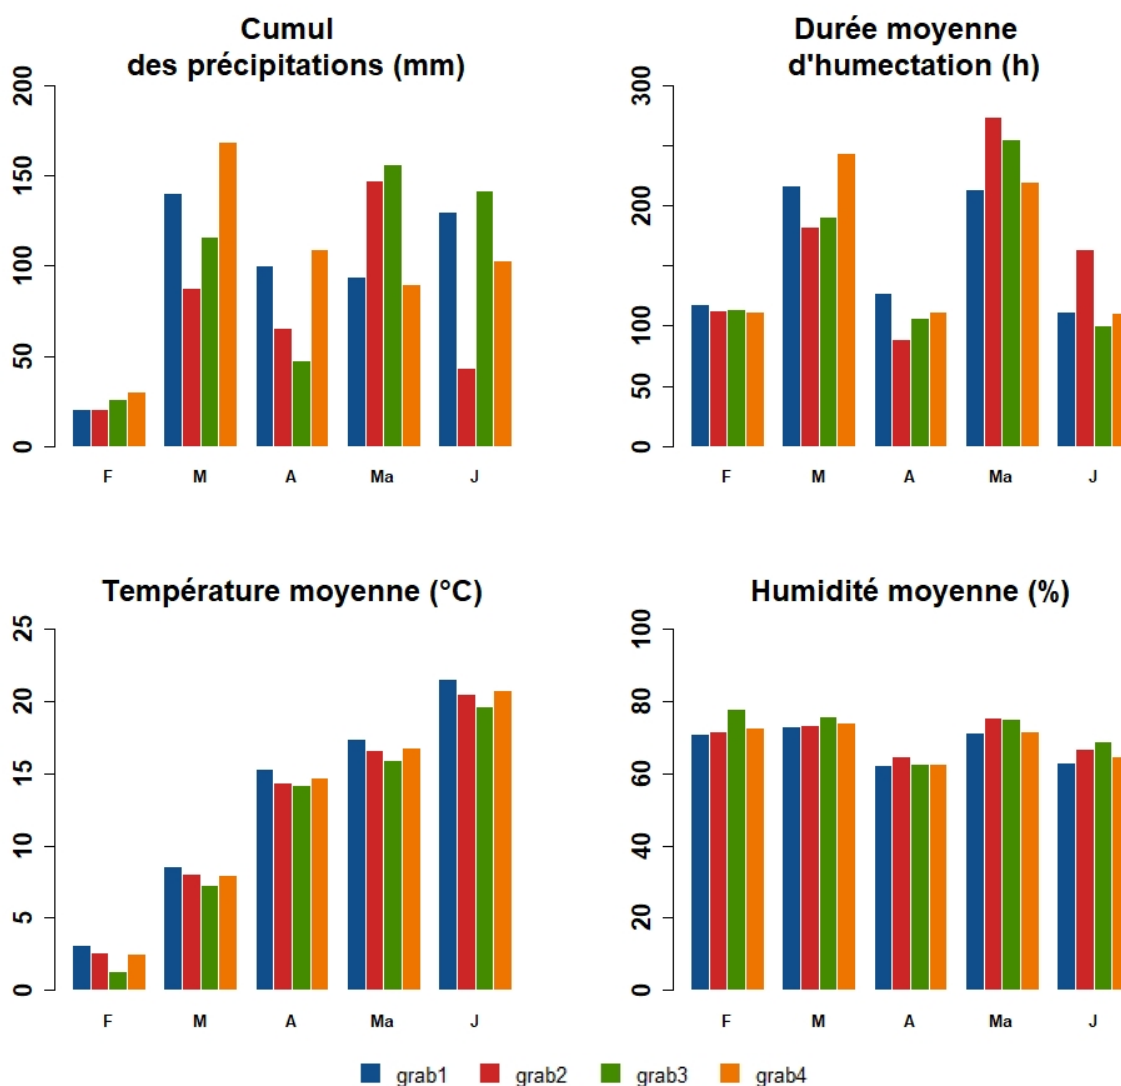 Cumul
des précipitations (mm)
200
150
100
50
0
F M A Ma J
Durée moyenne
d'humectation (h)
300
200
100
50
0
F M A Ma J
Température moyenne (°C)
25
20
15
10
5
0
F M A Ma J
Humidité moyenne (%)
100
80
60
40
20
0
F M A Ma J
grab1 grab2 grab3 grab4